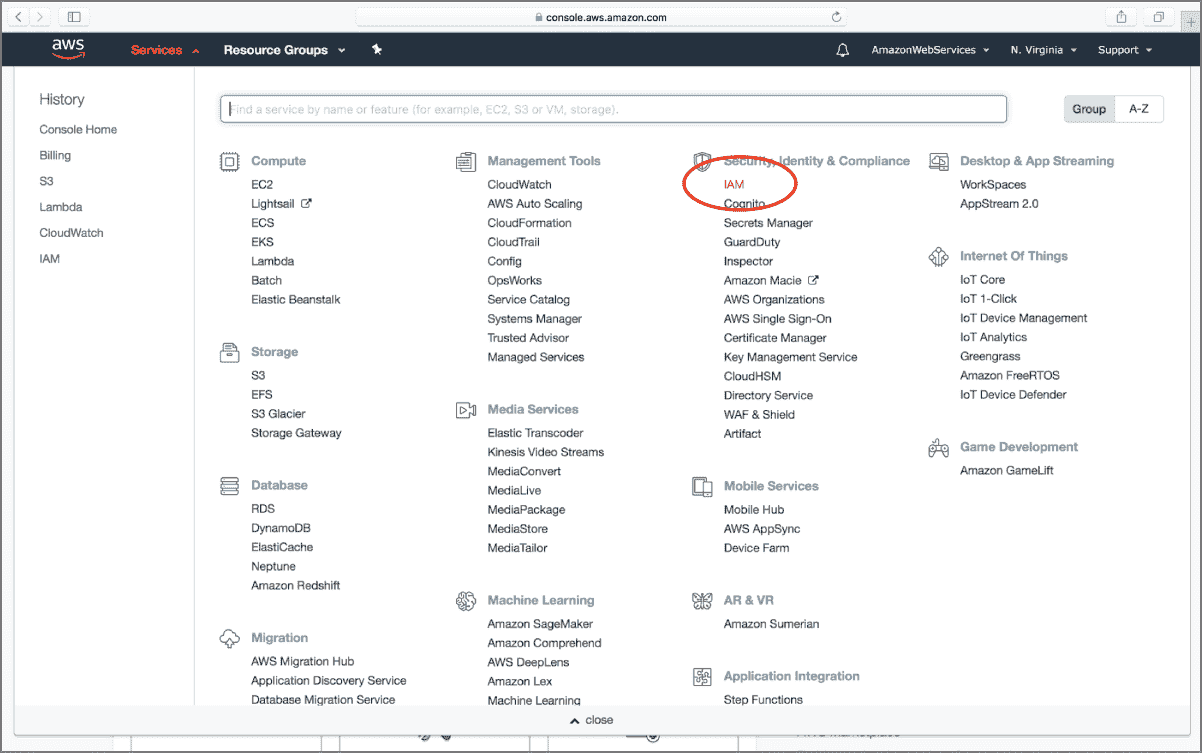 console.aws.amazon.com
aws
Services
Resource Groups
AmazonWebServices
N. Virginia
Support
History
Console Home
Billing
S3
Lambda
CloudWatch
IAM
Find a service by name or feature (for example, EC2, S3 or VM, storage).
Group
A-Z
Compute
EC2
Lightsail
ECS
EKS
Lambda
Batch
Elastic Beanstalk
Storage
S3
EFS
S3 Glacier
Storage Gateway
Database
RDS
DynamoDB
ElastiCache
Neptune
Amazon Redshift
Migration
AWS Migration Hub
Application Discovery Service
Database Migration Service
Management Tools
CloudWatch
AWS Auto Scaling
CloudFormation
CloudTrail
Config
OpsWorks
Service Catalog
Systems Manager
Trusted Advisor
Managed Services
Media Services
Elastic Transcoder
Kinesis Video Streams
MediaConvert
MediaLive
MediaPackage
MediaStore
MediaTailor
Machine Learning
Amazon SageMaker
Amazon Comprehend
AWS DeepLens
Amazon Lex
Machine Learning
Security, Identity & Compliance
IAM
Cognito
Secrets Manager
GuardDuty
Inspector
Amazon Macie
AWS Organizations
AWS Single Sign-On
Certificate Manager
Key Management Service
CloudHSM
Directory Service
WAF & Shield
Artifact
Mobile Services
Mobile Hub
AWS AppSync
Device Farm
AR & VR
Amazon Sumerian
Application Integration
Step Functions
Desktop & App Streaming
WorkSpaces
AppStream 2.0
Internet Of Things
IoT Core
IoT 1-Click
IoT Device Management
IoT Analytics
Greengrass
Amazon FreeRTOS
IoT Device Defender
Game Development
Amazon GameLift
close